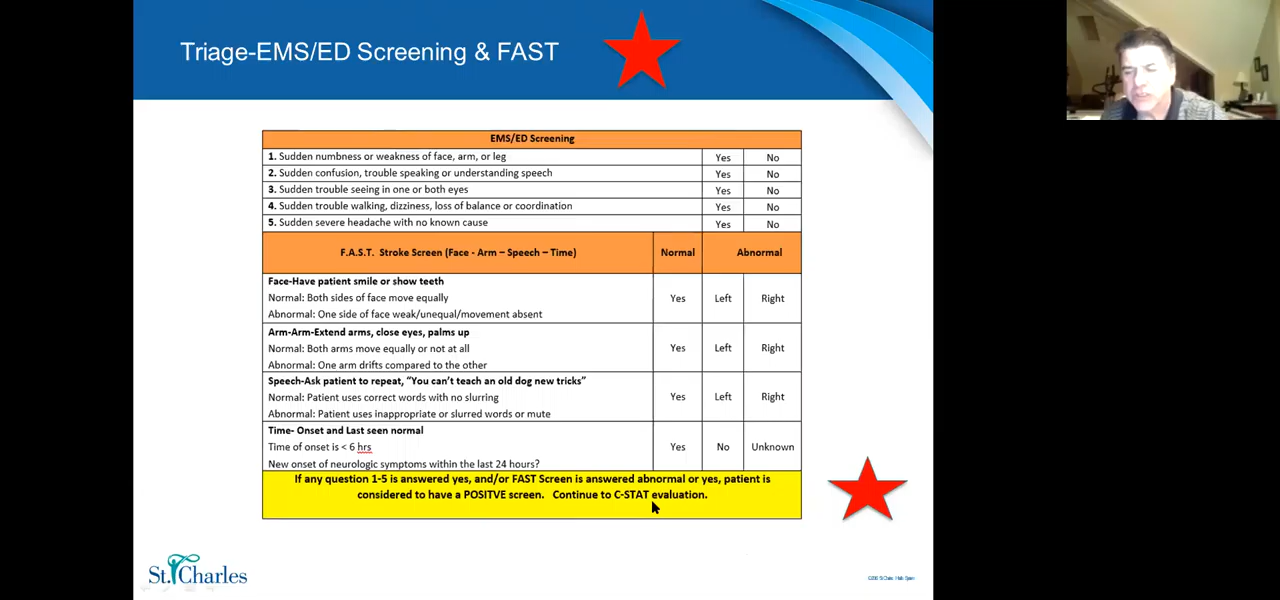 Triage-EMS/ED Screening & FAST
EMS/ED Screening
1. Sudden numbness or weakness of face, arm, or leg Yes No
2. Sudden confusion, trouble speaking or understanding speech Yes No
3. Sudden trouble seeing in one or both eyes Yes No
4. Sudden trouble walking, dizziness, loss of balance or coordination Yes No
5. Sudden severe headache with no known cause Yes No
F.A.S.T. Stroke Screen (Face - Arm – Speech – Time) Normal Abnormal
Face-Have patient smile or show teeth
Normal: Both sides of face move equally Yes Left Right
Abnormal: One side of face weak/unequal/movement absent
Arm-Arm-Extend arms, close eyes, palms up
Normal: Both arms move equally or not at all Yes Left Right
Abnormal: One arm drifts compared to the other
Speech-Ask patient to repeat, “You can’t teach an old dog new tricks”
Normal: Patient uses correct words with no slurring Yes Left Right
Abnormal: Patient uses inappropriate or slurred words or mute
Time- Onset and Last seen normal
Time of onset is < 6 hrs Yes No Unknown
New onset of neurologic symptoms within the last 24 hours?
If any question 1-5 is answered yes, and/or FAST Screen is answered abnormal or yes, patient is
considered to have a POSITVE screen. Continue to C-STAT evaluation.
St. Charles